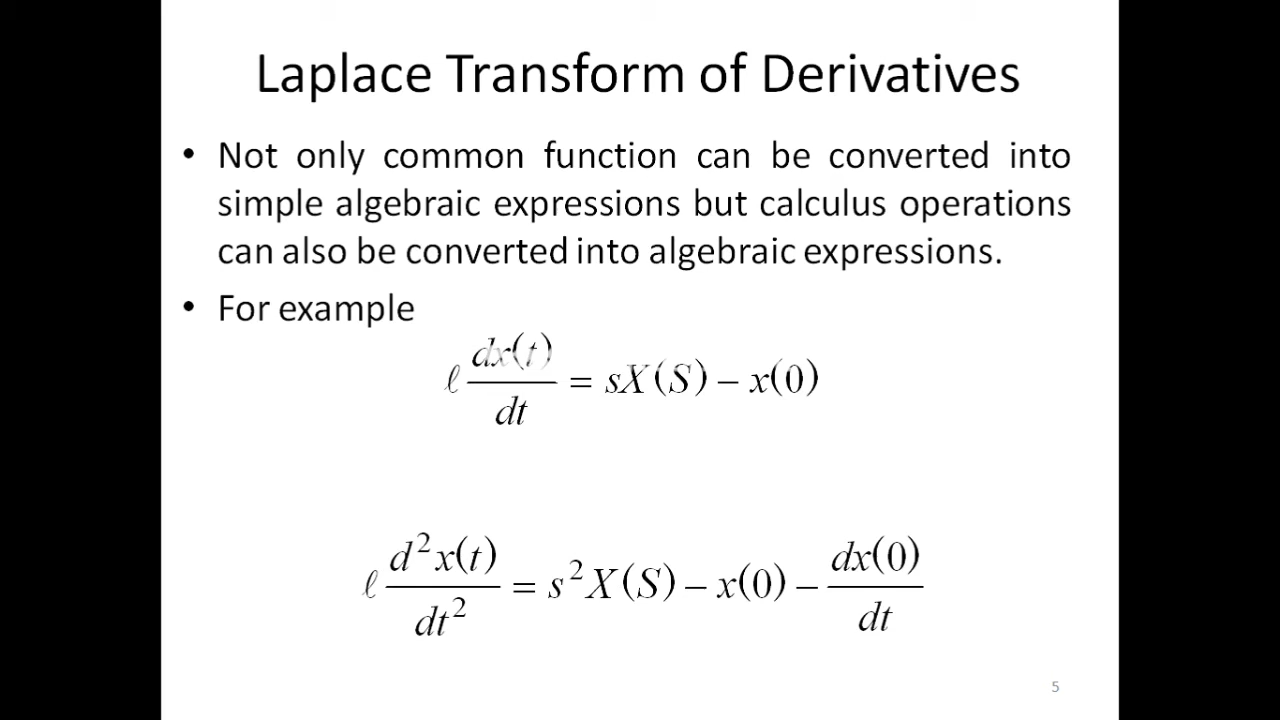 Laplace Transform of Derivatives
• Not only common function can be converted into
simple algebraic expressions but calculus operations
can also be converted into algebraic expressions.
• For example
ℓ dx(t)/dt = sX(S) – x(0)
ℓ d²x(t)/dt² = s²X(S) – x(0) – dx(0)/dt
5